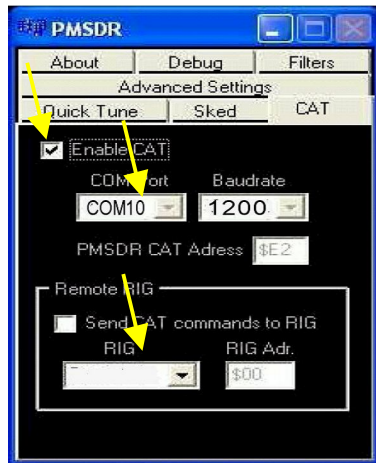 PMSDR
About Debug Filters
Advanced Settings
Quick Tune Sked CAT
Enable CAT
COM Port Baudrate
COM10 1200
PMSDR CAT Adress $E2
Remote RIG
Send CAT commands to RIG
RIG RIG Adr.
$00